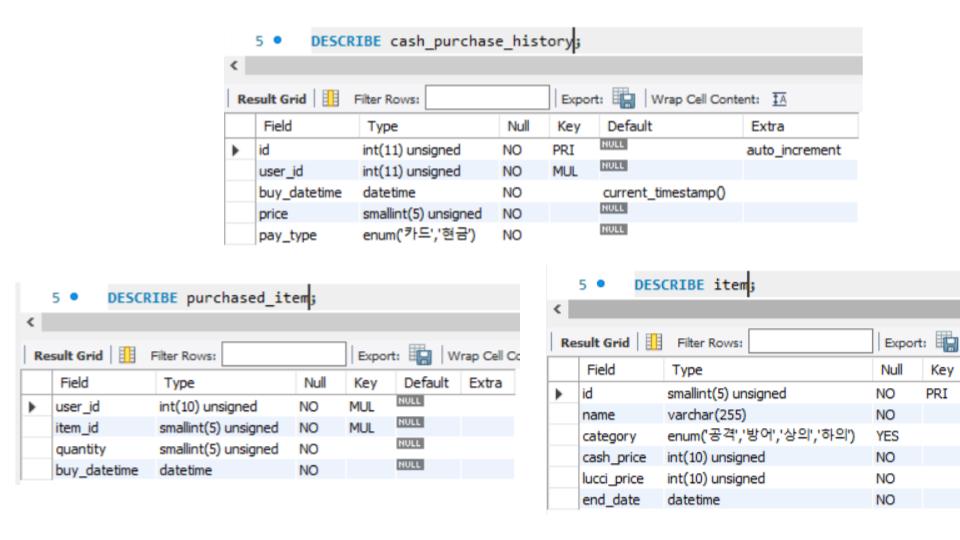 5 ● DESCRIBE cash_purchase_history;
Result Grid Filter Rows: Export: Wrap Cell Content:
Field Type Null Key Default Extra
id int(11) unsigned NO PRI NULL auto_increment
user_id int(11) unsigned NO MUL NULL
buy_datetime datetime NO current_timestamp()
price smallint(5) unsigned NO NULL
pay_type enum('카드','현금') NO NULL
5 ● DESCRIBE purchased_item;
Result Grid Filter Rows: Export: Wrap Cell Co
Field Type Null Key Default Extra
user_id int(10) unsigned NO MUL NULL
item_id smallint(5) unsigned NO MUL NULL
quantity smallint(5) unsigned NO NULL
buy_datetime datetime NO NULL
5 ● DESCRIBE item;
Result Grid Filter Rows: Export:
Field Type Null Key
id smallint(5) unsigned NO PRI
name varchar(255) NO
category enum('공격','방어','상의','하의') YES
cash_price int(10) unsigned NO
lucci_price int(10) unsigned NO
end_date datetime NO